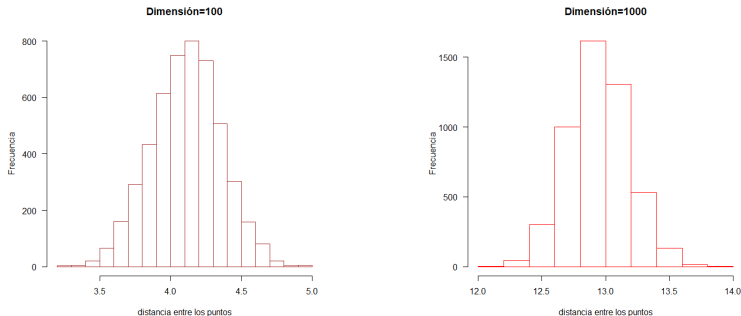 Dimensión=100
Frecuencia
800
600
400
200
0
3.5 4.0 4.5 5.0
distancia entre los puntos
Dimensión=1000
Frecuencia
1500
1000
500
0
12.0 12.5 13.0 13.5 14.0
distancia entre los puntos